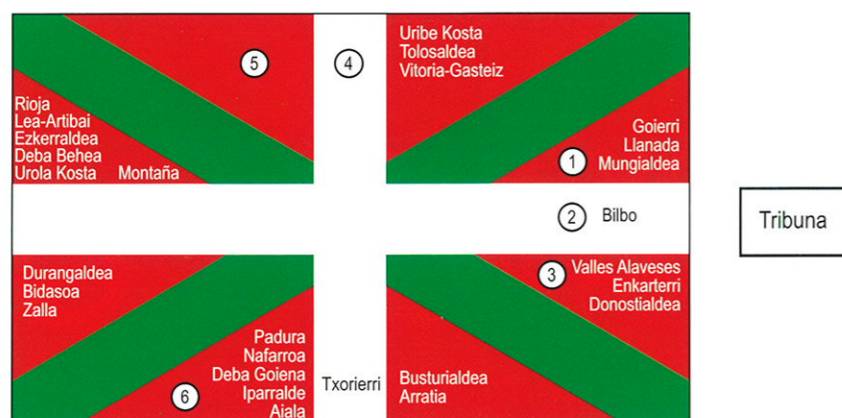 5
4
Uribe Kosta
Tolosaldea
Vitoria-Gasteiz
Rioja
Lea-Artibai
Ezkerraldea
Deba Behea
Urola Kosta Montaña
Goierri
Llanada
1 Mungialdea
2 Bilbo
Tribuna
Durangaldea
Bidasoa
Zalla
3 Valles Alaveses
Enkarterri
Donostialdea
Padura
Nafarroa
Deba Goiena
Iparralde
6 Aiala
Txorierri
Busturialdea
Arratia